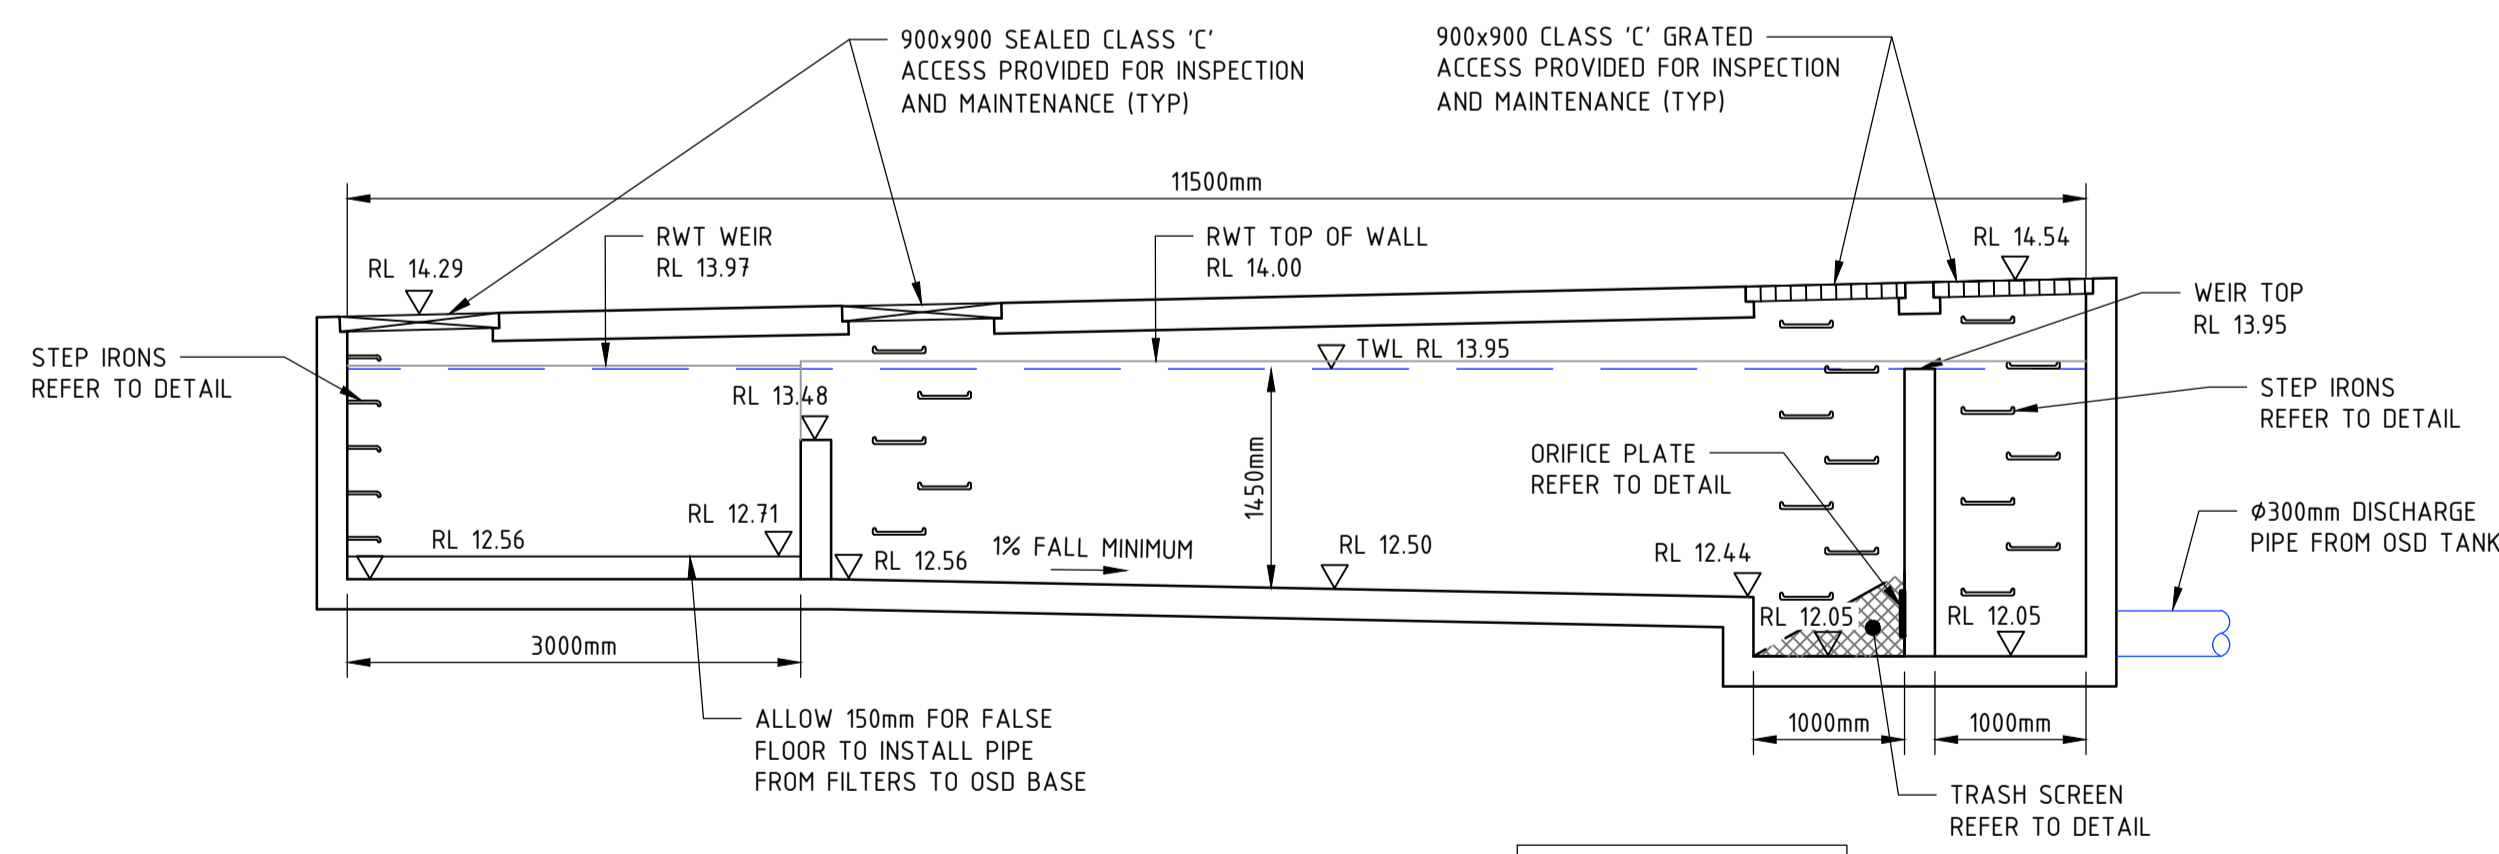 900x900 SEALED CLASS 'C'
ACCESS PROVIDED FOR INSPECTION
AND MAINTENANCE (TYP)
900x900 CLASS 'C' GRATED
ACCESS PROVIDED FOR INSPECTION
AND MAINTENANCE (TYP)
11500mm
RWT WEIR
RL 13.97
RWT TOP OF WALL
RL 14.00
RL 14.54
RL 14.29
WEIR TOP
RL 13.95
STEP IRONS
REFER TO DETAIL
TWL RL 13.95
RL 13.48
STEP IRONS
REFER TO DETAIL
1450mm
ORIFICE PLATE
REFER TO DETAIL
RL 12.71
RL 12.56
RL 12.56
1% FALL MINIMUM
RL 12.50
RL 12.44
Ø300mm DISCHARGE
PIPE FROM OSD TANK
RL 12.05
RL 12.05
3000mm
ALLOW 150mm FOR FALSE
FLOOR TO INSTALL PIPE
FROM FILTERS TO OSD BASE
1000mm
1000mm
TRASH SCREEN
REFER TO DETAIL